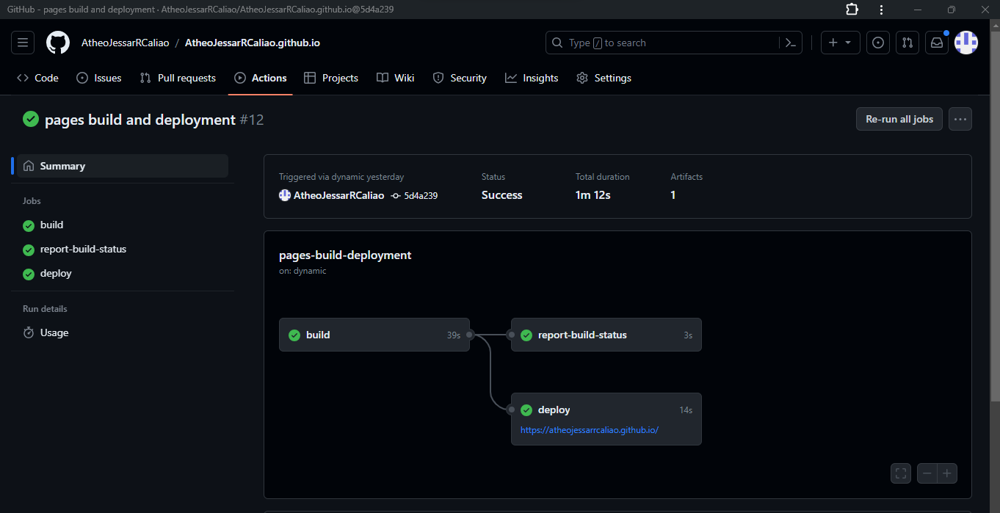 GitHub - pages build and deployment · AtheoJessarRCaliao/AtheoJessarRCaliao.github.io@5d4a239
AtheoJessarRCaliao / AtheoJessarRCaliao.github.io
Type / to search
Code Issues Pull requests Actions Projects Wiki Security Insights Settings
pages build and deployment #12
Re-run all jobs
Summary
Jobs
build
report-build-status
deploy
Run details
Usage
Triggered via dynamic yesterday
AtheoJessarRCaliao 5d4a239
Status
Success
Total duration
1m 12s
Artifacts
1
pages-build-deployment
on: dynamic
build 39s
report-build-status 3s
deploy 14s
https://atheojessarrcaliao.github.io/